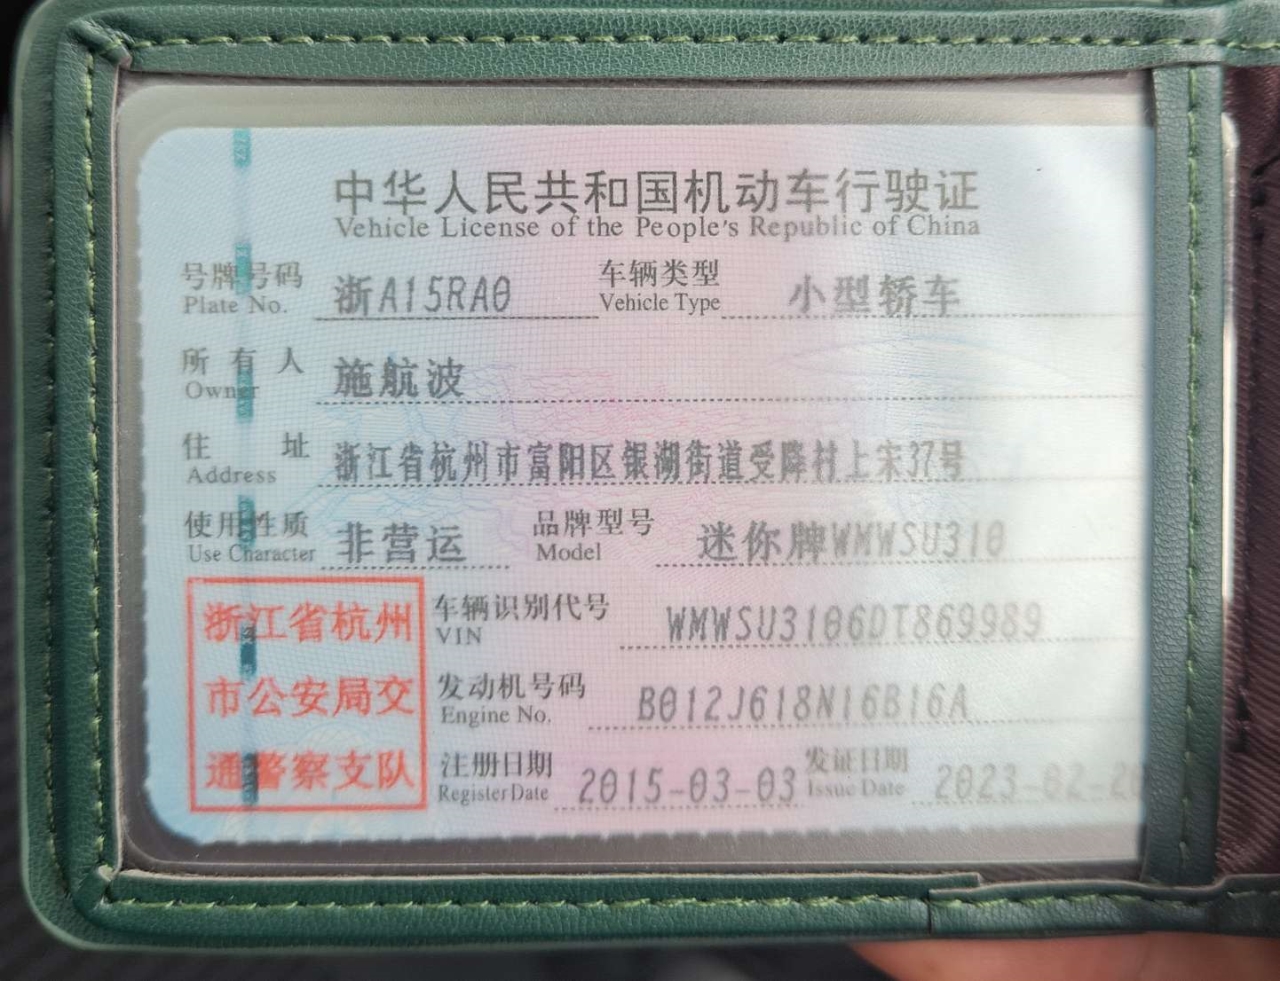 中华人民共和国机动车行驶证
Vehicle License of the People's Republic of China
号牌号码 浙A15RA0 车辆类型 小型轿车
Plate No. Vehicle Type
所有人 施航波
Owner
住址 浙江省杭州市富阳区银湖街道受降村上宋37号
Address
使用性质 非营运 品牌型号 迷你牌WMWSU310
Use Character Model
浙江省杭州
市公安局交
通警察支队
车辆识别代号 WMWSU3106DT869989
VIN
发动机号码 B012J618N16B16A
Engine No.
注册日期 2015-03-03 发证日期 2023-02-
Register Date Issue Date